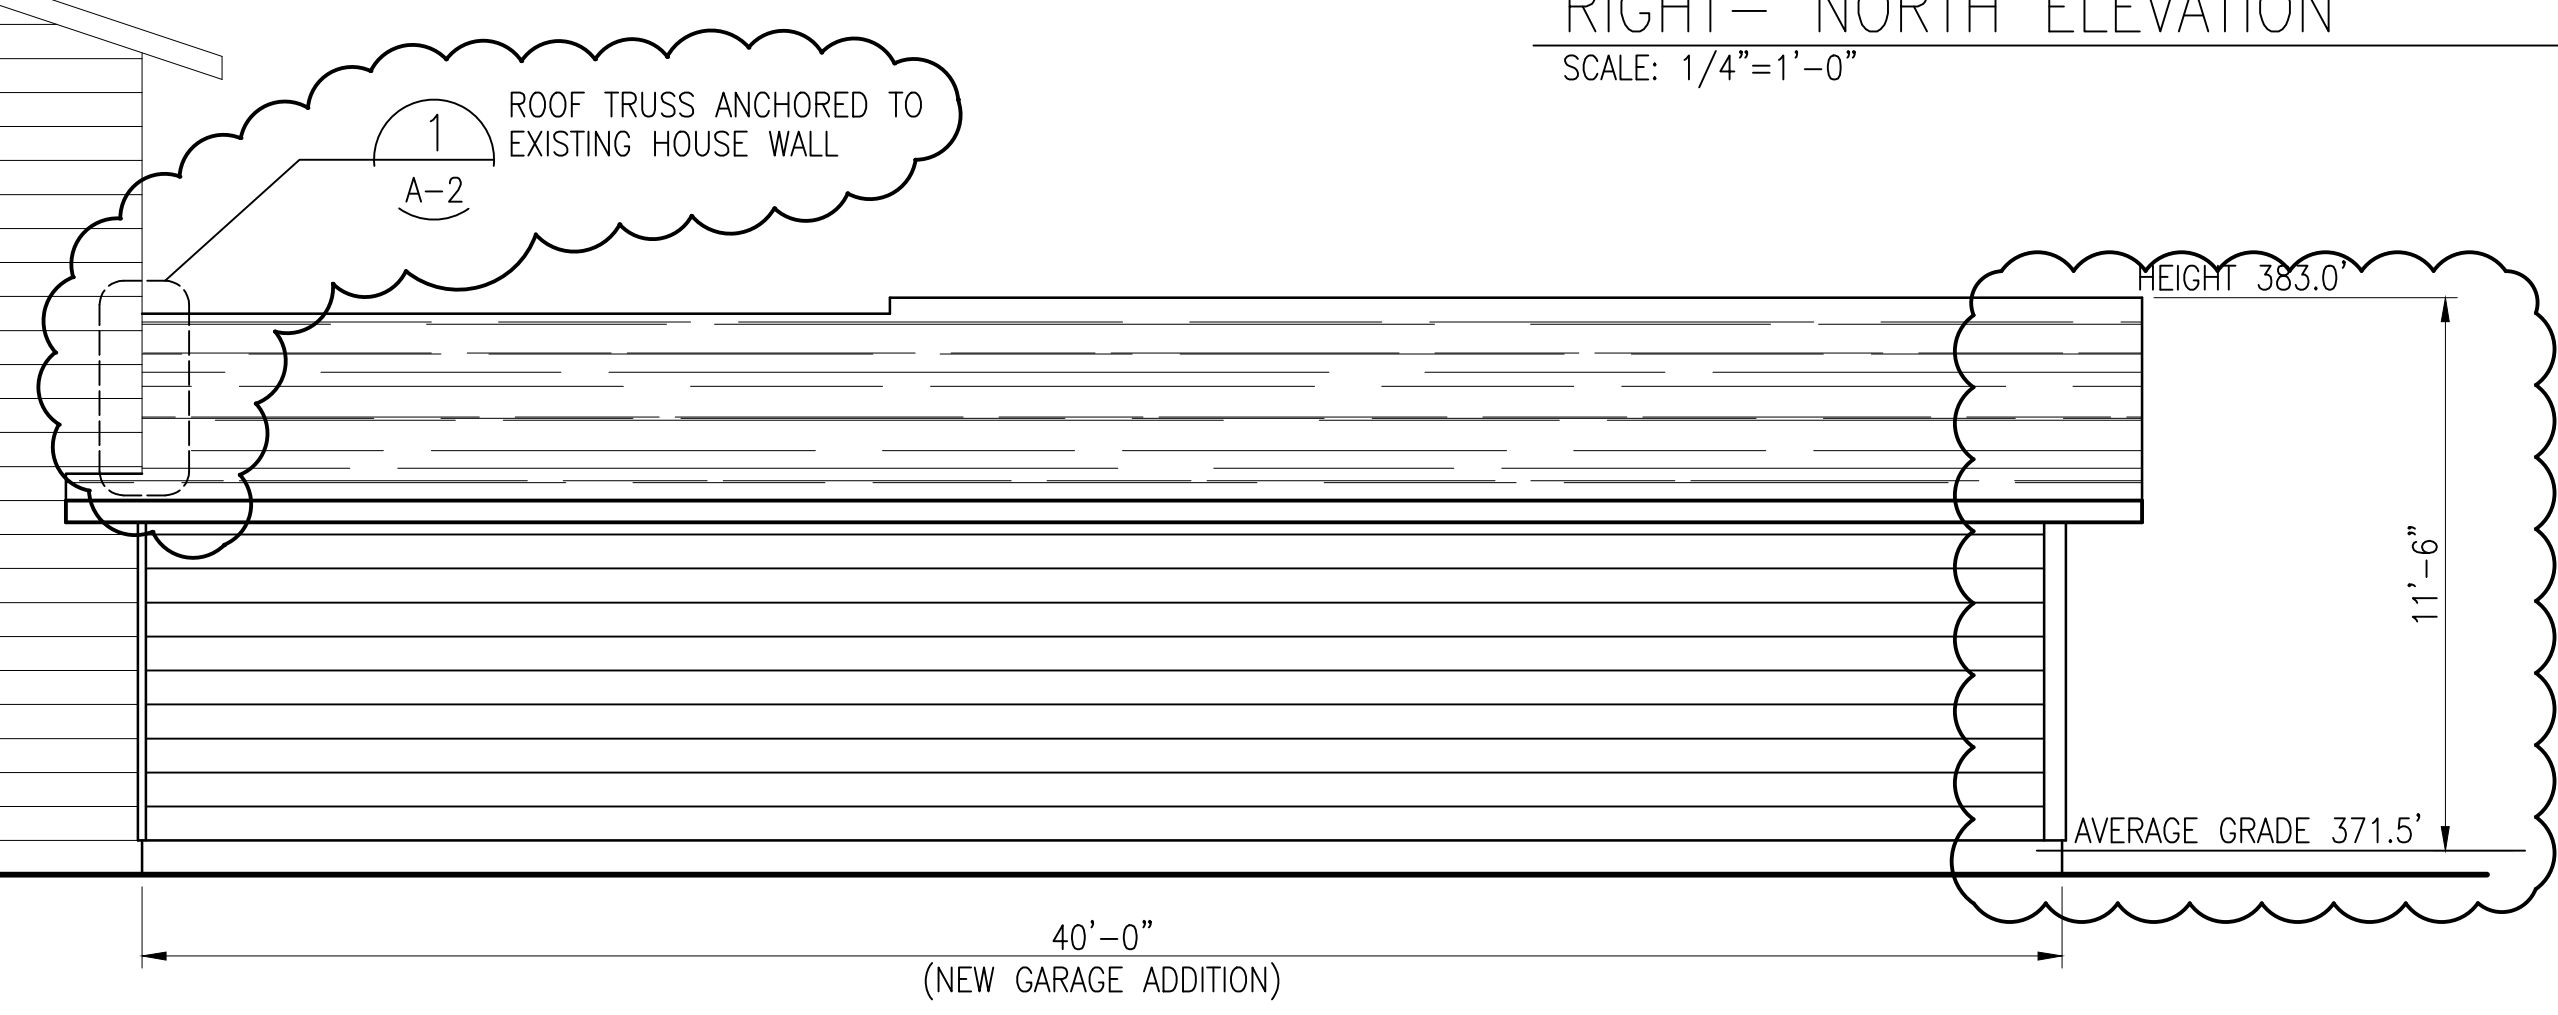 RIGHT- NORTH ELEVATION
SCALE: 1/4"=1'-0"
1
A-2
ROOF TRUSS ANCHORED TO
EXISTING HOUSE WALL
HEIGHT 383.0'
11'-6"
AVERAGE GRADE 371.5'
40'-0"
(NEW GARAGE ADDITION)